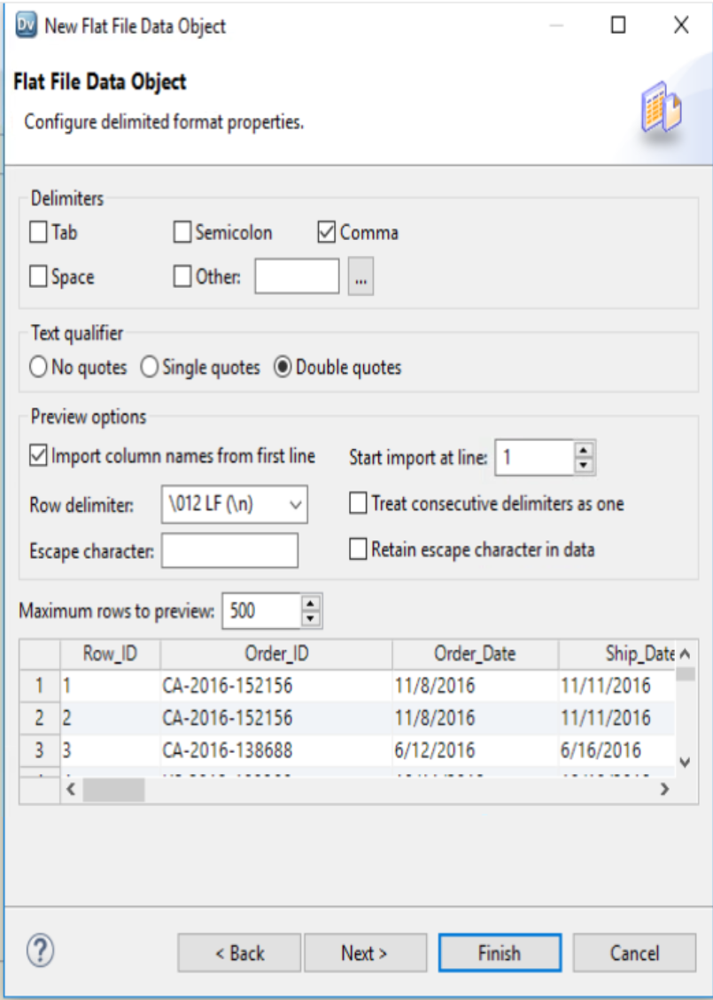 Dv New Flat File Data Object
Flat File Data Object
Configure delimited format properties.
Delimiters
Tab Semicolon Comma
Space Other: ...
Text qualifier
No quotes Single quotes Double quotes
Preview options
Import column names from first line Start import at line: 1
Row delimiter: \012 LF (\n) Treat consecutive delimiters as one
Escape character: Retain escape character in data
Maximum rows to preview: 500
Row_ID Order_ID Order_Date Ship_Date
1 1 CA-2016-152156 11/8/2016 11/11/2016
2 2 CA-2016-152156 11/8/2016 11/11/2016
3 3 CA-2016-138688 6/12/2016 6/16/2016
? < Back Next > Finish Cancel